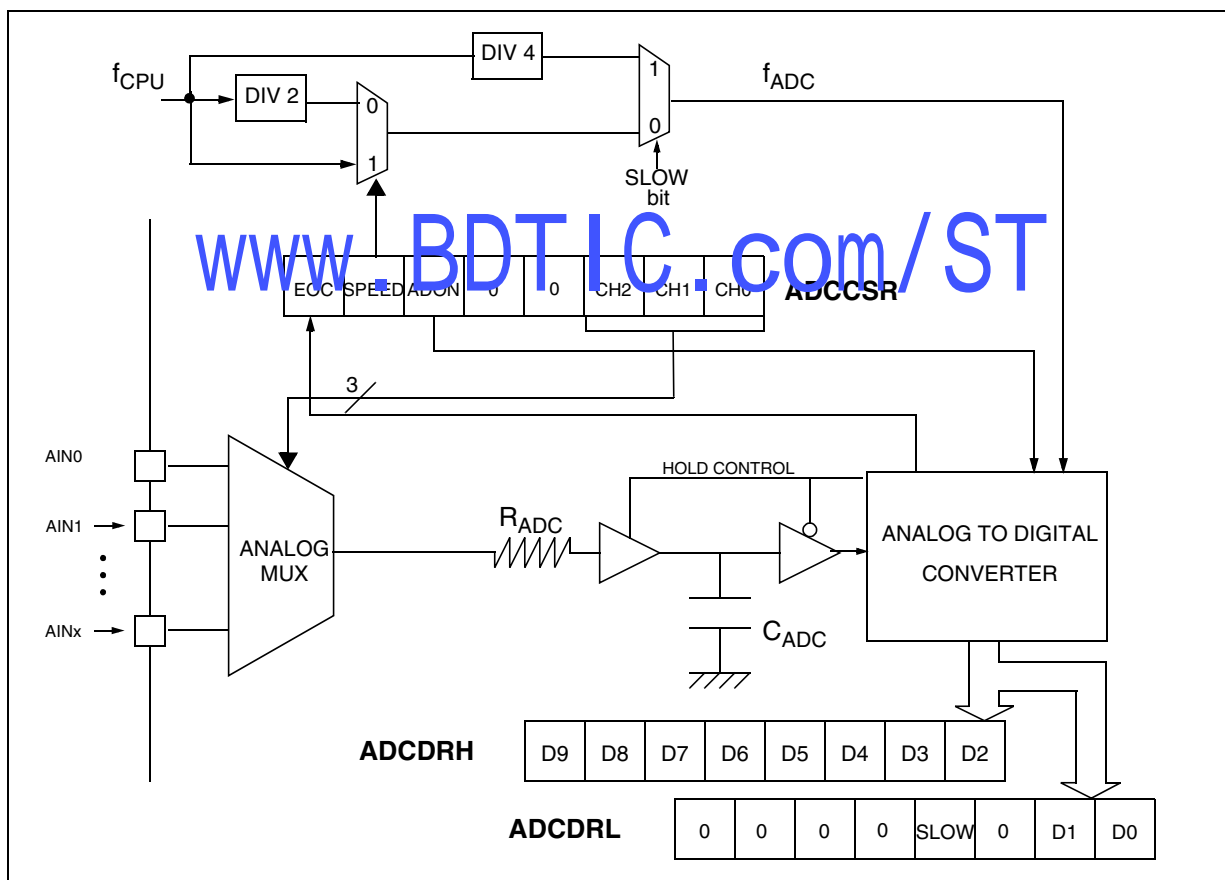 DIV 4
fCPU
DIV 2
0
1
1
0
fADC
SLOW
bit
www.BDTIC.com/ST
EOC SPEED ADON 0 0 CH2 CH1 CH0 ADCCSR
3
AIN0
AIN1
AINx
ANALOG
MUX
RADC
HOLD CONTROL
CADC
ANALOG TO DIGITAL
CONVERTER
ADCDRH D9 D8 D7 D6 D5 D4 D3 D2
ADCDRL 0 0 0 0 SLOW 0 D1 D0